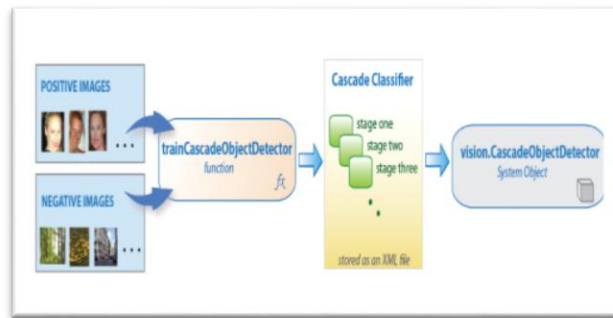 POSITIVE IMAGES
...
NEGATIVE IMAGES
...
trainCascadeObjectDetector
function
fx
Cascade Classifier
stage one
stage two
stage three
stored as an XML file
vision.CascadeObjectDetector
System Object